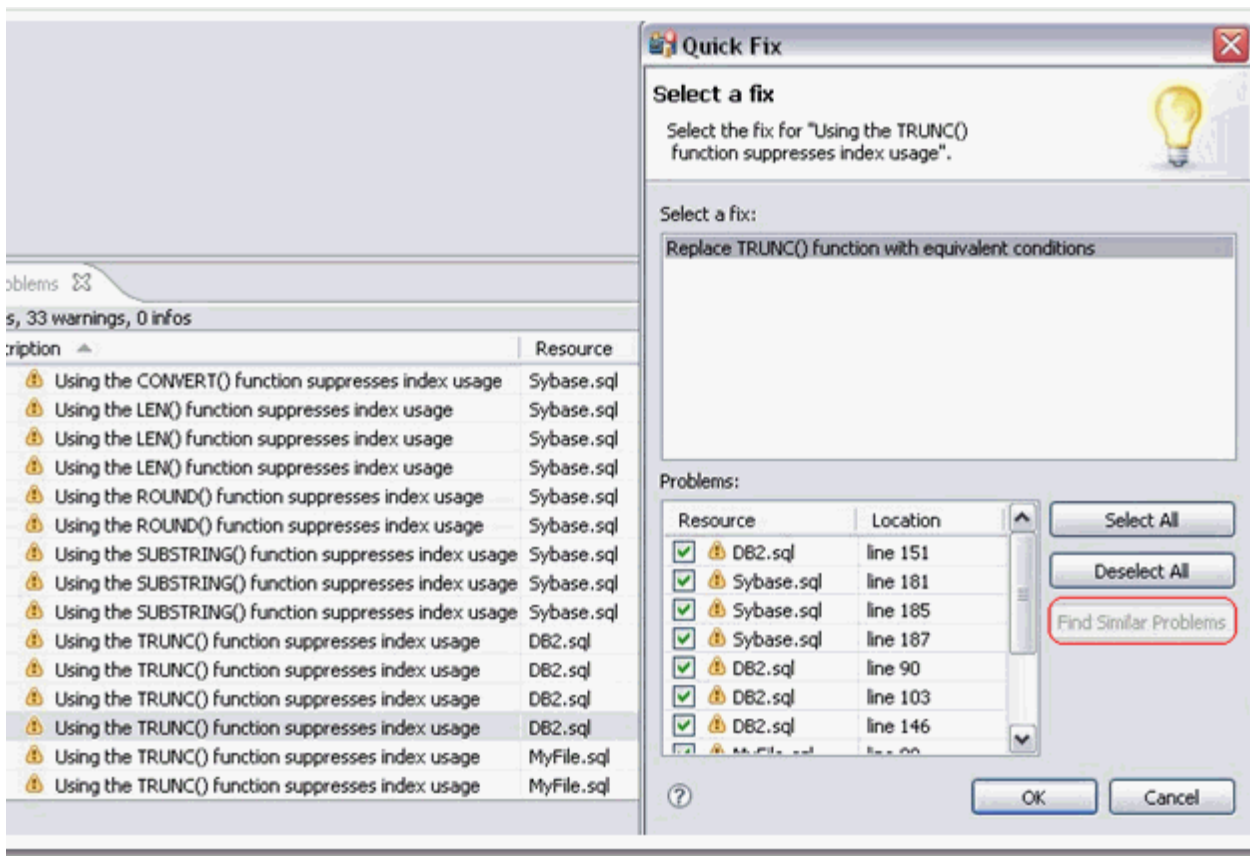 Quick Fix
Select a fix
Select the fix for "Using the TRUNC()
function suppresses index usage".
Select a fix:
Replace TRUNC() function with equivalent conditions
Problems:
Resource Location
DB2.sql line 151
Sybase.sql line 181
Sybase.sql line 185
Sybase.sql line 187
DB2.sql line 90
DB2.sql line 103
DB2.sql line 146
Select All
Deselect All
Find Similar Problems
OK Cancel
oblems
s, 33 warnings, 0 infos
ription Resource
Using the CONVERT() function suppresses index usage Sybase.sql
Using the LEN() function suppresses index usage Sybase.sql
Using the LEN() function suppresses index usage Sybase.sql
Using the LEN() function suppresses index usage Sybase.sql
Using the ROUND() function suppresses index usage Sybase.sql
Using the ROUND() function suppresses index usage Sybase.sql
Using the SUBSTRING() function suppresses index usage Sybase.sql
Using the SUBSTRING() function suppresses index usage Sybase.sql
Using the SUBSTRING() function suppresses index usage Sybase.sql
Using the TRUNC() function suppresses index usage DB2.sql
Using the TRUNC() function suppresses index usage DB2.sql
Using the TRUNC() function suppresses index usage DB2.sql
Using the TRUNC() function suppresses index usage DB2.sql
Using the TRUNC() function suppresses index usage MyFile.sql
Using the TRUNC() function suppresses index usage MyFile.sql